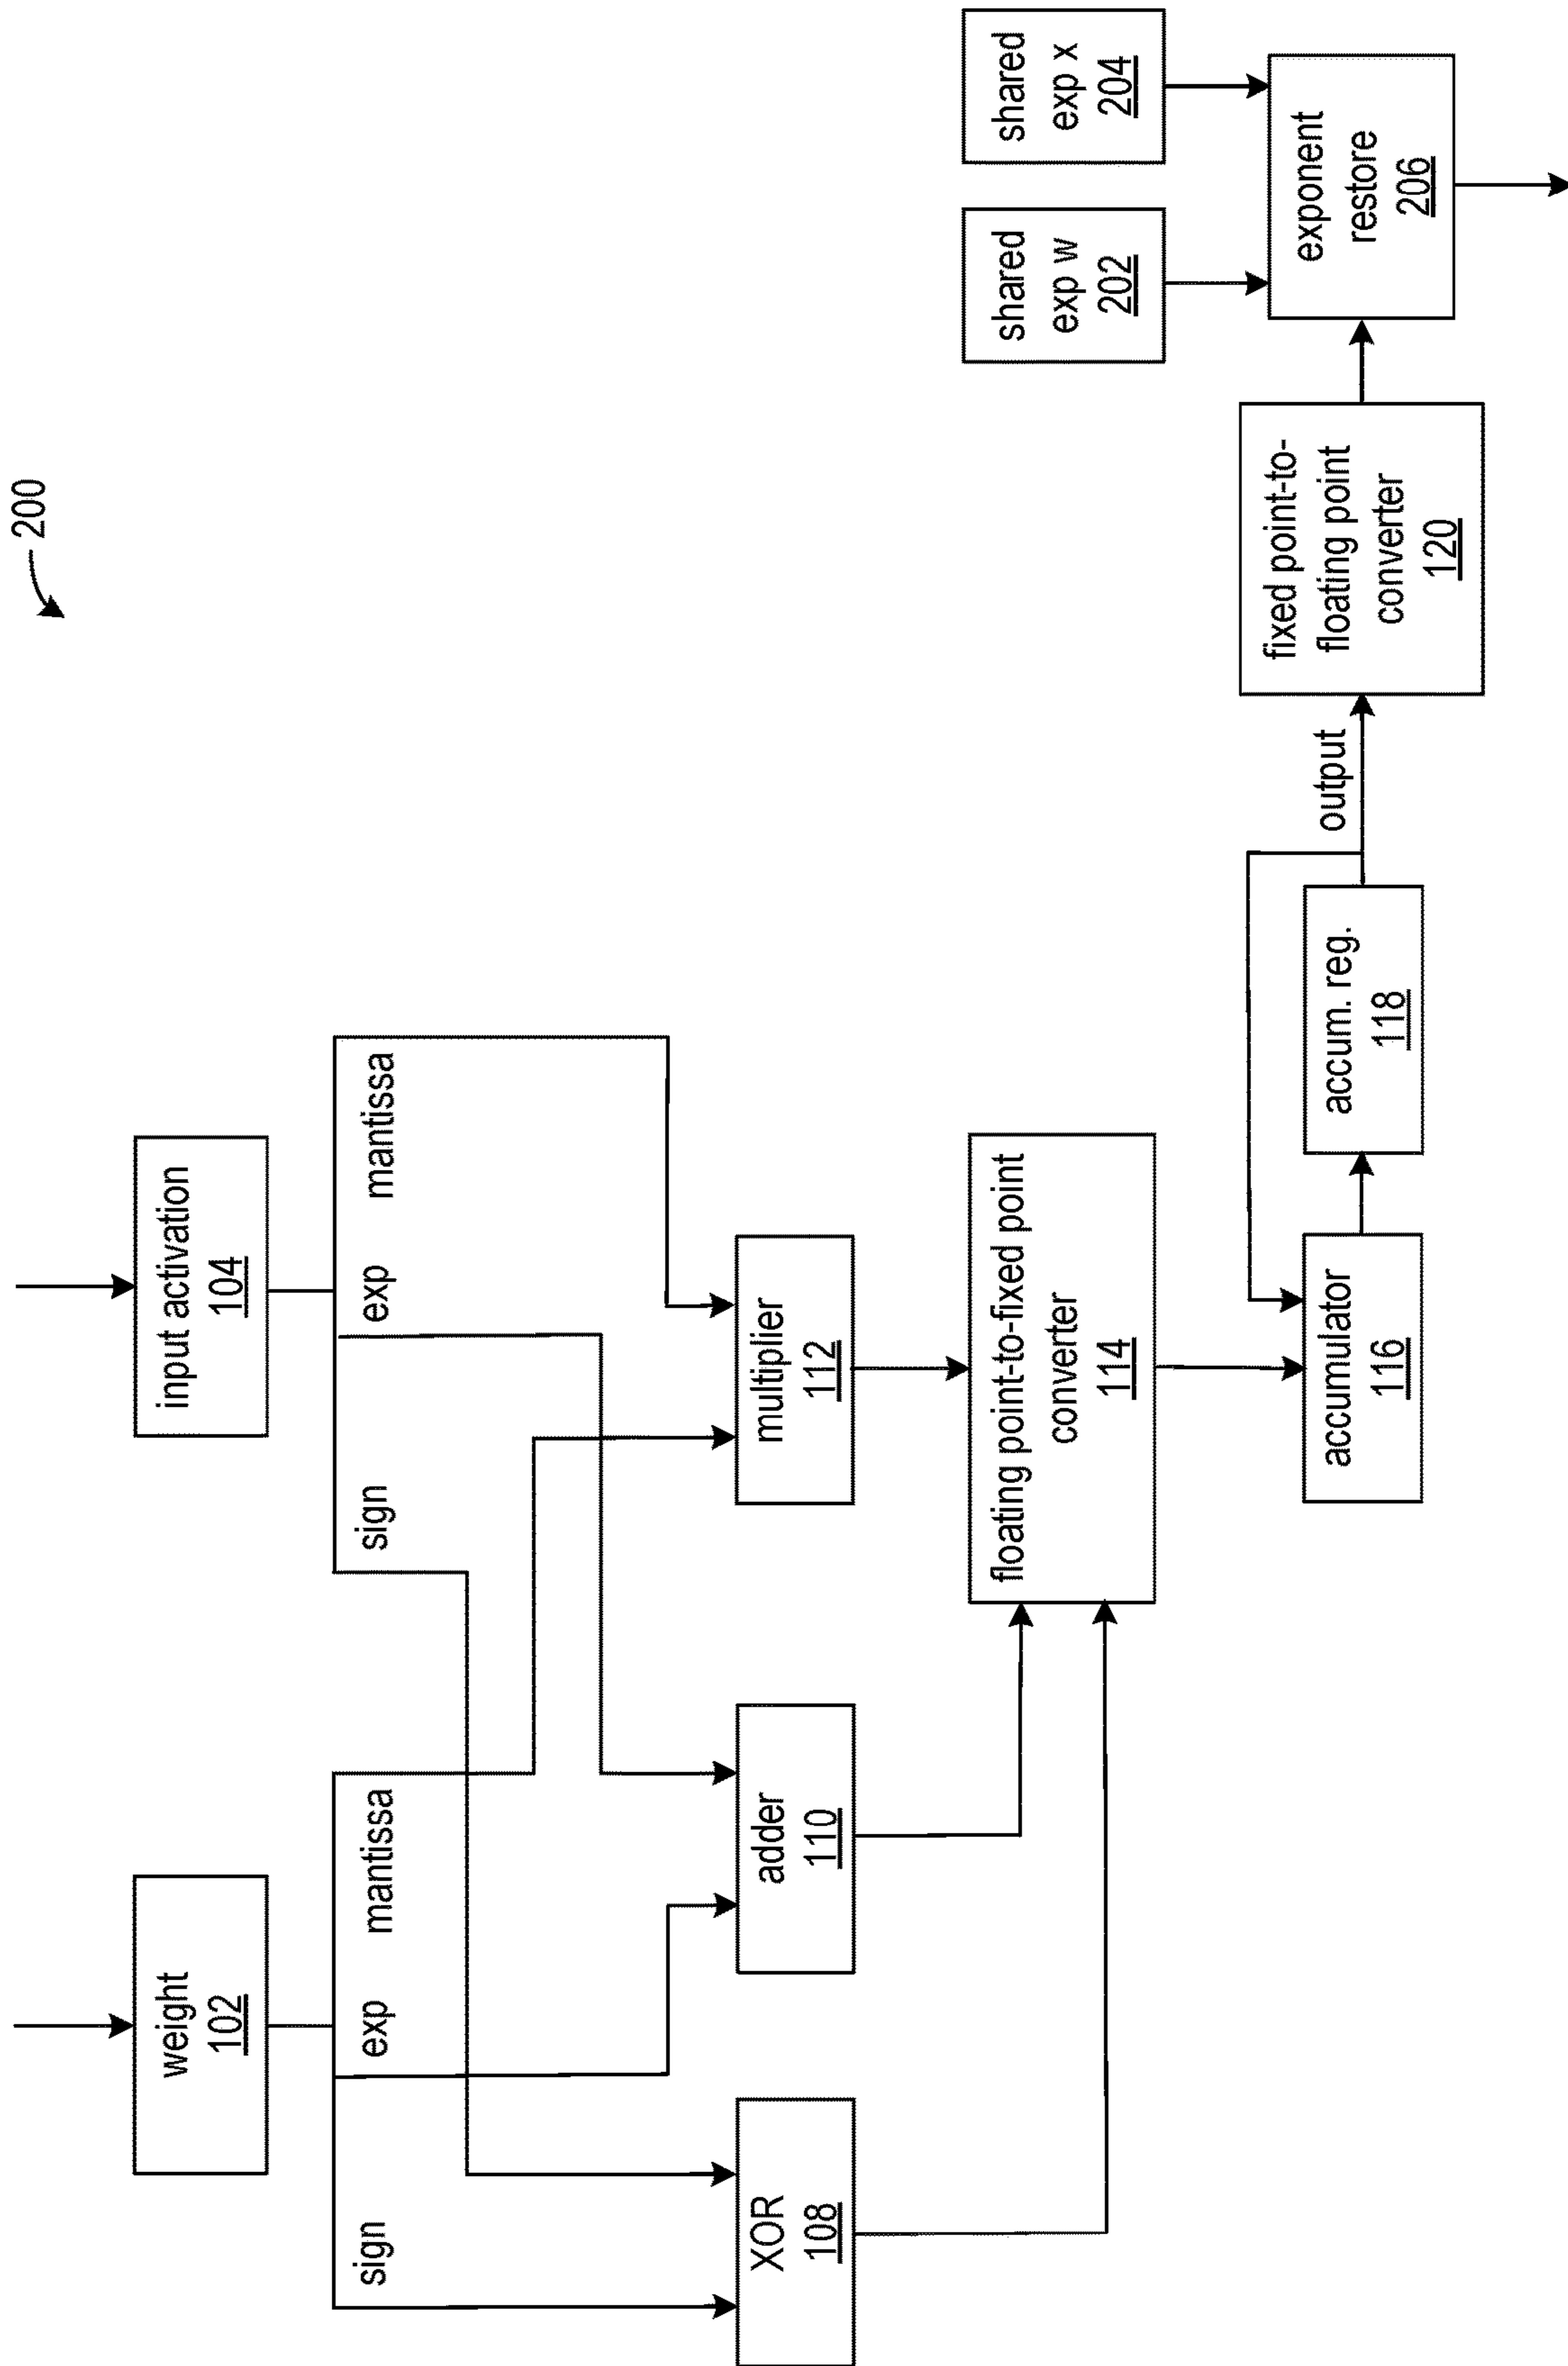 200
weight
102
input activation
104
sign
exp
mantissa
sign
exp
mantissa
XOR
108
adder
110
multiplier
112
floating point-to-fixed point
converter
114
accumulator
116
accum. reg.
118
output
fixed point-to-
floating point
converter
120
shared
exp w
202
shared
exp x
204
exponent
restore
206